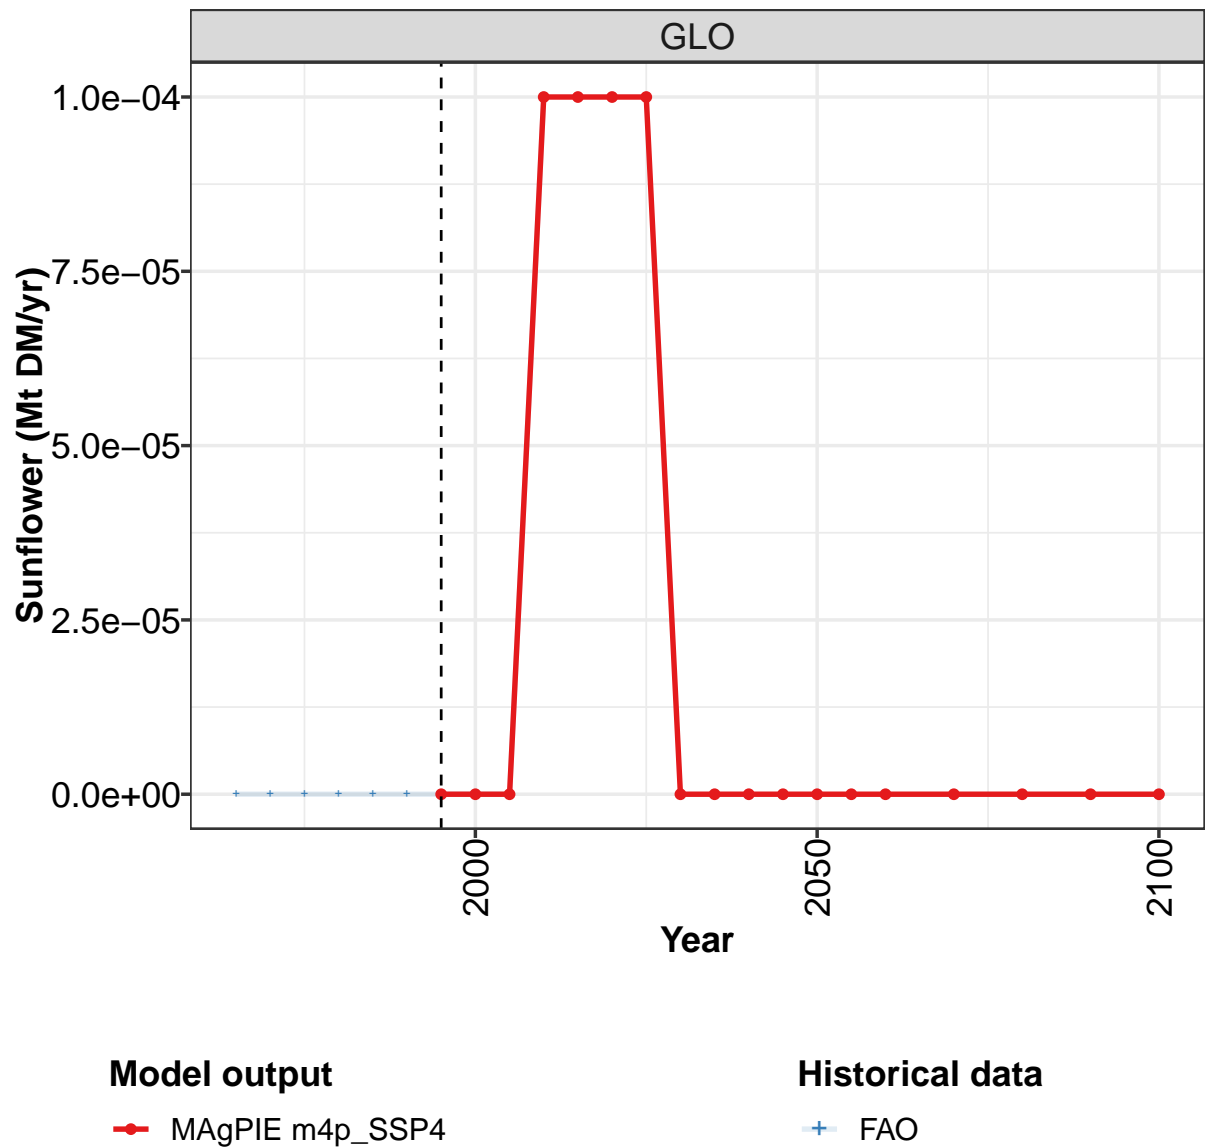 GLO
1.0e−04
7.5e−05
5.0e−05
2.5e−05
0.0e+00
Sunflower (Mt DM/yr)
2000
2050
2100
Year
Model output
MAgPIE m4p_SSP4
Historical data
FAO